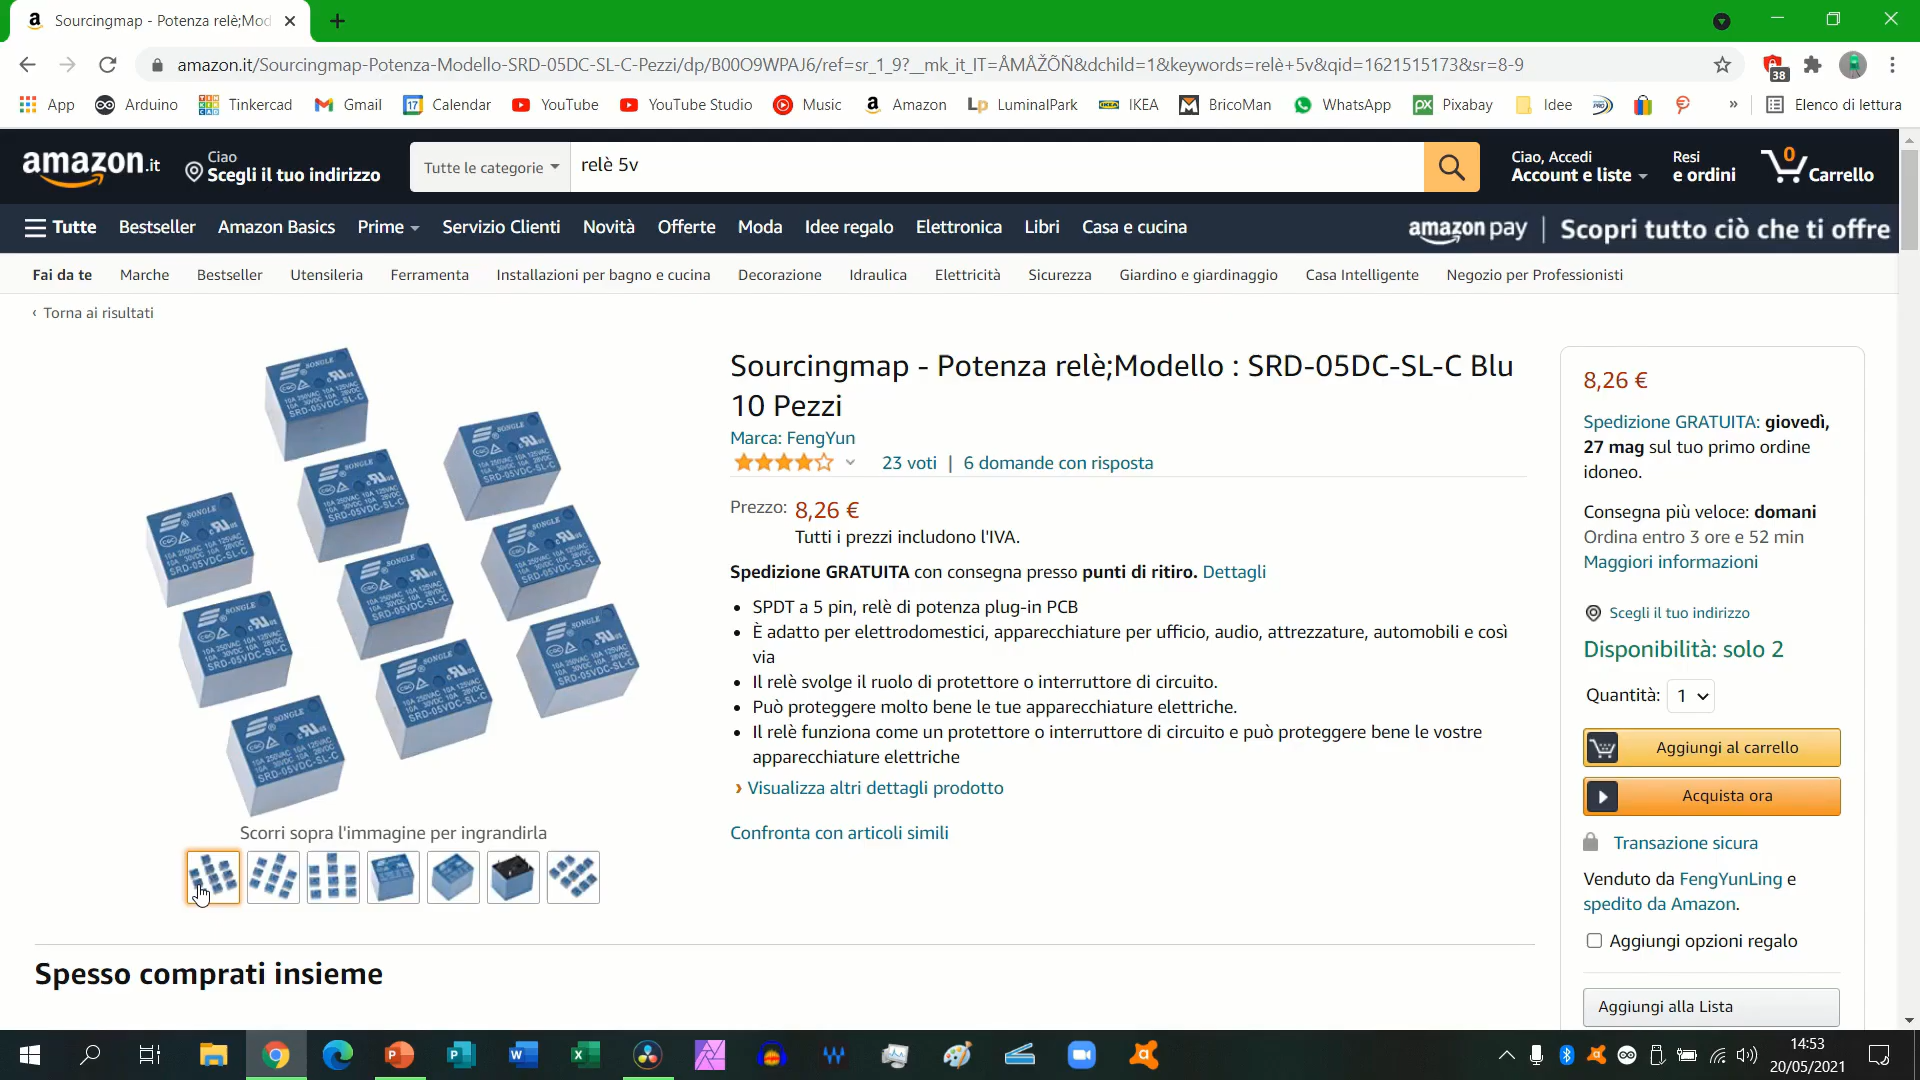 Sourcingmap - Potenza relè;Mod
amazon.it/Sourcingmap-Potenza-Modello-SRD-05DC-SL-C-Pezzi/dp/B00O9WPAJ6/ref=sr_1_9?__mk_it_IT=ÅMÅŽÕÑ&dchild=1&keywords=relè+5v&qid=1621515173&sr=8-9
38
App Arduino Tinkercad Gmail Calendar YouTube YouTube Studio Music Amazon LuminalPark IKEA BricoMan WhatsApp Pixabay Idee » Elenco di lettura
amazon.it
Ciao
Scegli il tuo indirizzo
Tutte le categorie
relè 5v
Ciao, Accedi
Account e liste
Resi
e ordini
0
Carrello
Tutte Bestseller Amazon Basics Prime Servizio Clienti Novità Offerte Moda Idee regalo Elettronica Libri Casa e cucina
amazon pay | Scopri tutto ciò che ti offre
Fai da te Marche Bestseller Utensileria Ferramenta Installazioni per bagno e cucina Decorazione Idraulica Elettricità Sicurezza Giardino e giardinaggio Casa Intelligente Negozio per Professionisti
‹ Torna ai risultati
SONGLE
10A 250VAC 10A 125VAC
10A 30VDC 10A 28VDC
SRD-05VDC-SL-C
Scorri sopra l'immagine per ingrandirla
Sourcingmap - Potenza relè;Modello : SRD-05DC-SL-C Blu
10 Pezzi
Marca: FengYun
23 voti | 6 domande con risposta
Prezzo: 8,26 €
Tutti i prezzi includono l'IVA.
Spedizione GRATUITA con consegna presso punti di ritiro. Dettagli
• SPDT a 5 pin, relè di potenza plug-in PCB
• È adatto per elettrodomestici, apparecchiature per ufficio, audio, attrezzature, automobili e così
via
• Il relè svolge il ruolo di protettore o interruttore di circuito.
• Può proteggere molto bene le tue apparecchiature elettriche.
• Il relè funziona come un protettore o interruttore di circuito e può proteggere bene le vostre
apparecchiature elettriche
› Visualizza altri dettagli prodotto
Confronta con articoli simili
8,26 €
Spedizione GRATUITA: giovedì,
27 mag sul tuo primo ordine
idoneo.
Consegna più veloce: domani
Ordina entro 3 ore e 52 min
Maggiori informazioni
Scegli il tuo indirizzo
Disponibilità: solo 2
Quantità: 1
Aggiungi al carrello
Acquista ora
Transazione sicura
Venduto da FengYunLing e
spedito da Amazon.
Aggiungi opzioni regalo
Aggiungi alla Lista
Spesso comprati insieme
14:53
20/05/2021